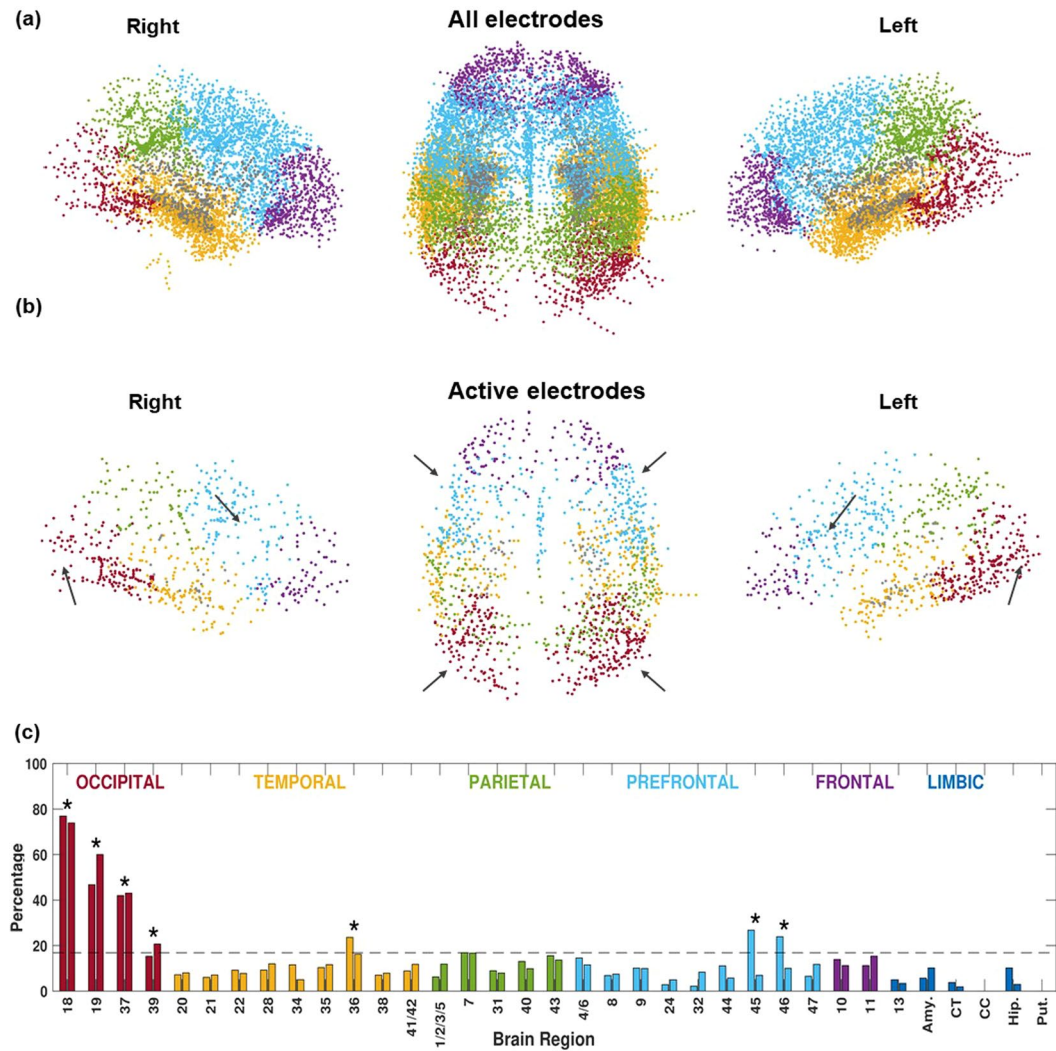 (a)
Right
All electrodes
Left
(b)
Right
Active electrodes
Left
(c)
100
80
60
40
20
0
Percentage
OCCIPITAL
TEMPORAL
PARIETAL
PREFRONTAL
FRONTAL
LIMBIC
*
*
*
*
*
*
*
18
19
37
39
20
21
22
28
34
35
36
38
41/42
1/2/3/5
7
31
40
43
4/6
8
9
24
32
44
45
46
47
10
11
13
Amy.
CT
CC
Hip.
Put.
Brain Region